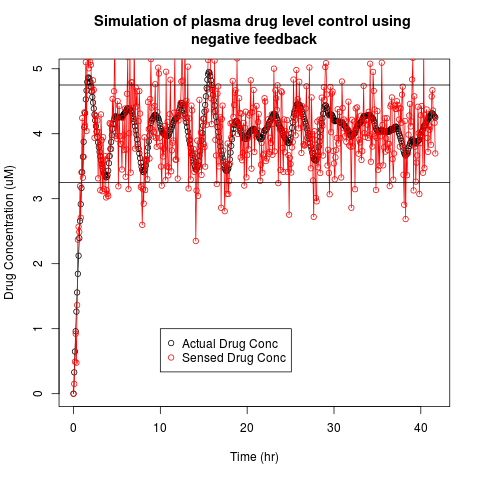 Simulation of plasma drug level control using
negative feedback
Drug Concentration (uM)
5
4
3
2
1
0
Actual Drug Conc
Sensed Drug Conc
0 10 20 30 40
Time (hr)